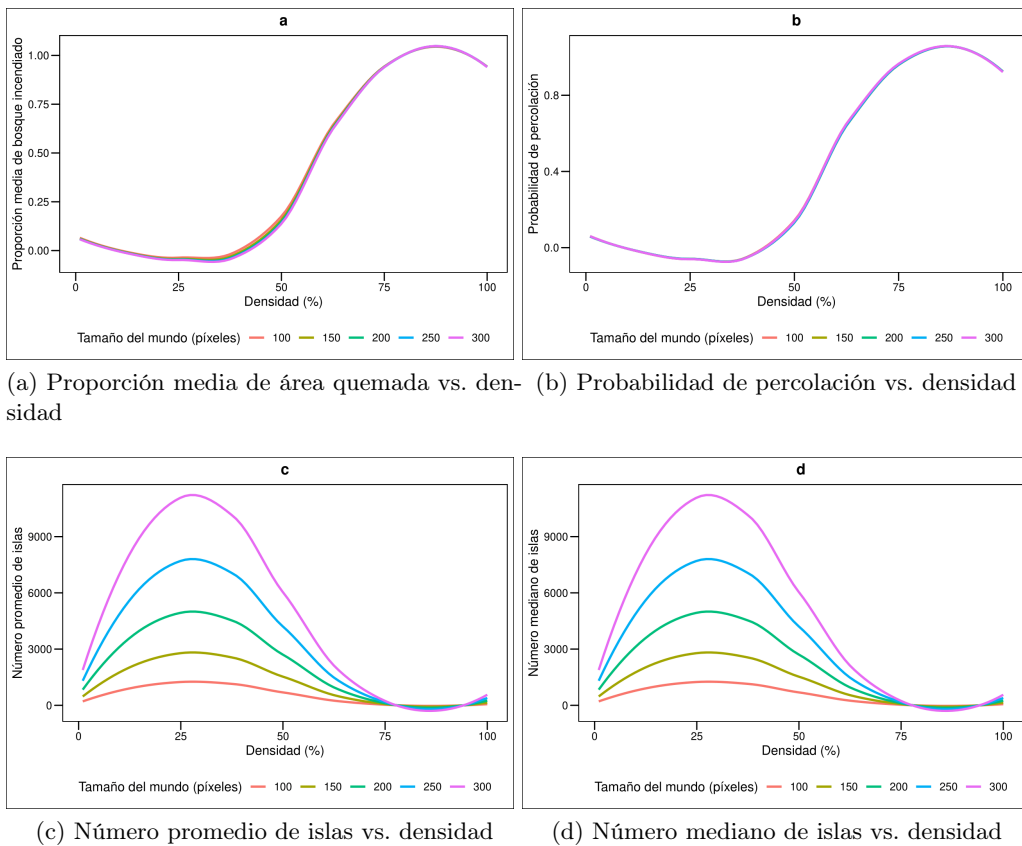 a
Proporción media de bosque incendiado
1.00
0.75
0.50
0.25
0.00
0 25 50 75 100
Densidad (%)
Tamaño del mundo (píxeles) 100 150 200 250 300
b
Probabilidad de percolación
0.8
0.4
0.0
0 25 50 75 100
Densidad (%)
Tamaño del mundo (píxeles) 100 150 200 250 300
(a) Proporción media de área quemada vs. den-
sidad
(b) Probabilidad de percolación vs. densidad
c
Número promedio de islas
9000
6000
3000
0
0 25 50 75 100
Densidad (%)
Tamaño del mundo (píxeles) 100 150 200 250 300
d
Número mediano de islas
9000
6000
3000
0
0 25 50 75 100
Densidad (%)
Tamaño del mundo (píxeles) 100 150 200 250 300
(c) Número promedio de islas vs. densidad
(d) Número mediano de islas vs. densidad